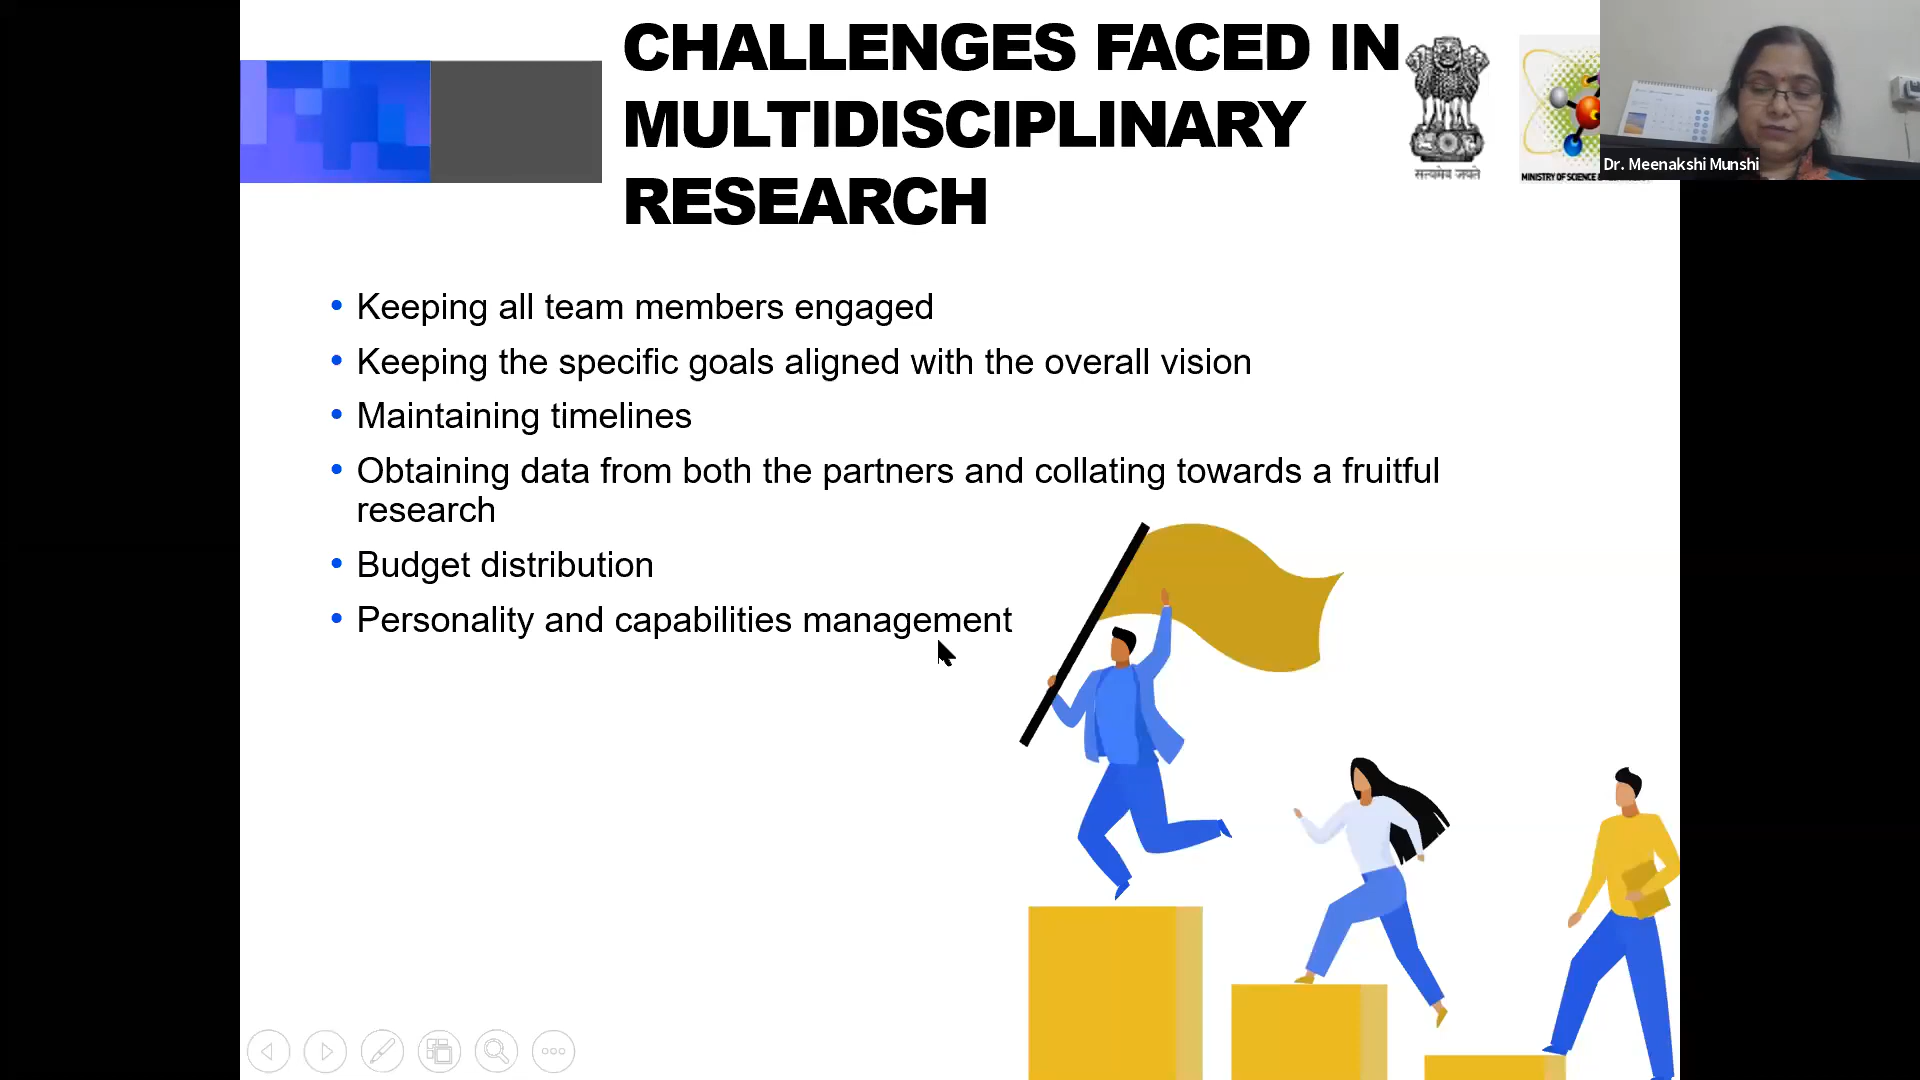 CHALLENGES FACED IN
MULTIDISCIPLINARY
RESEARCH
सत्यमेव जयते
MINISTRY OF SCIENCE
Dr. Meenakshi Munshi
• Keeping all team members engaged
• Keeping the specific goals aligned with the overall vision
• Maintaining timelines
• Obtaining data from both the partners and collating towards a fruitful
research
• Budget distribution
• Personality and capabilities management